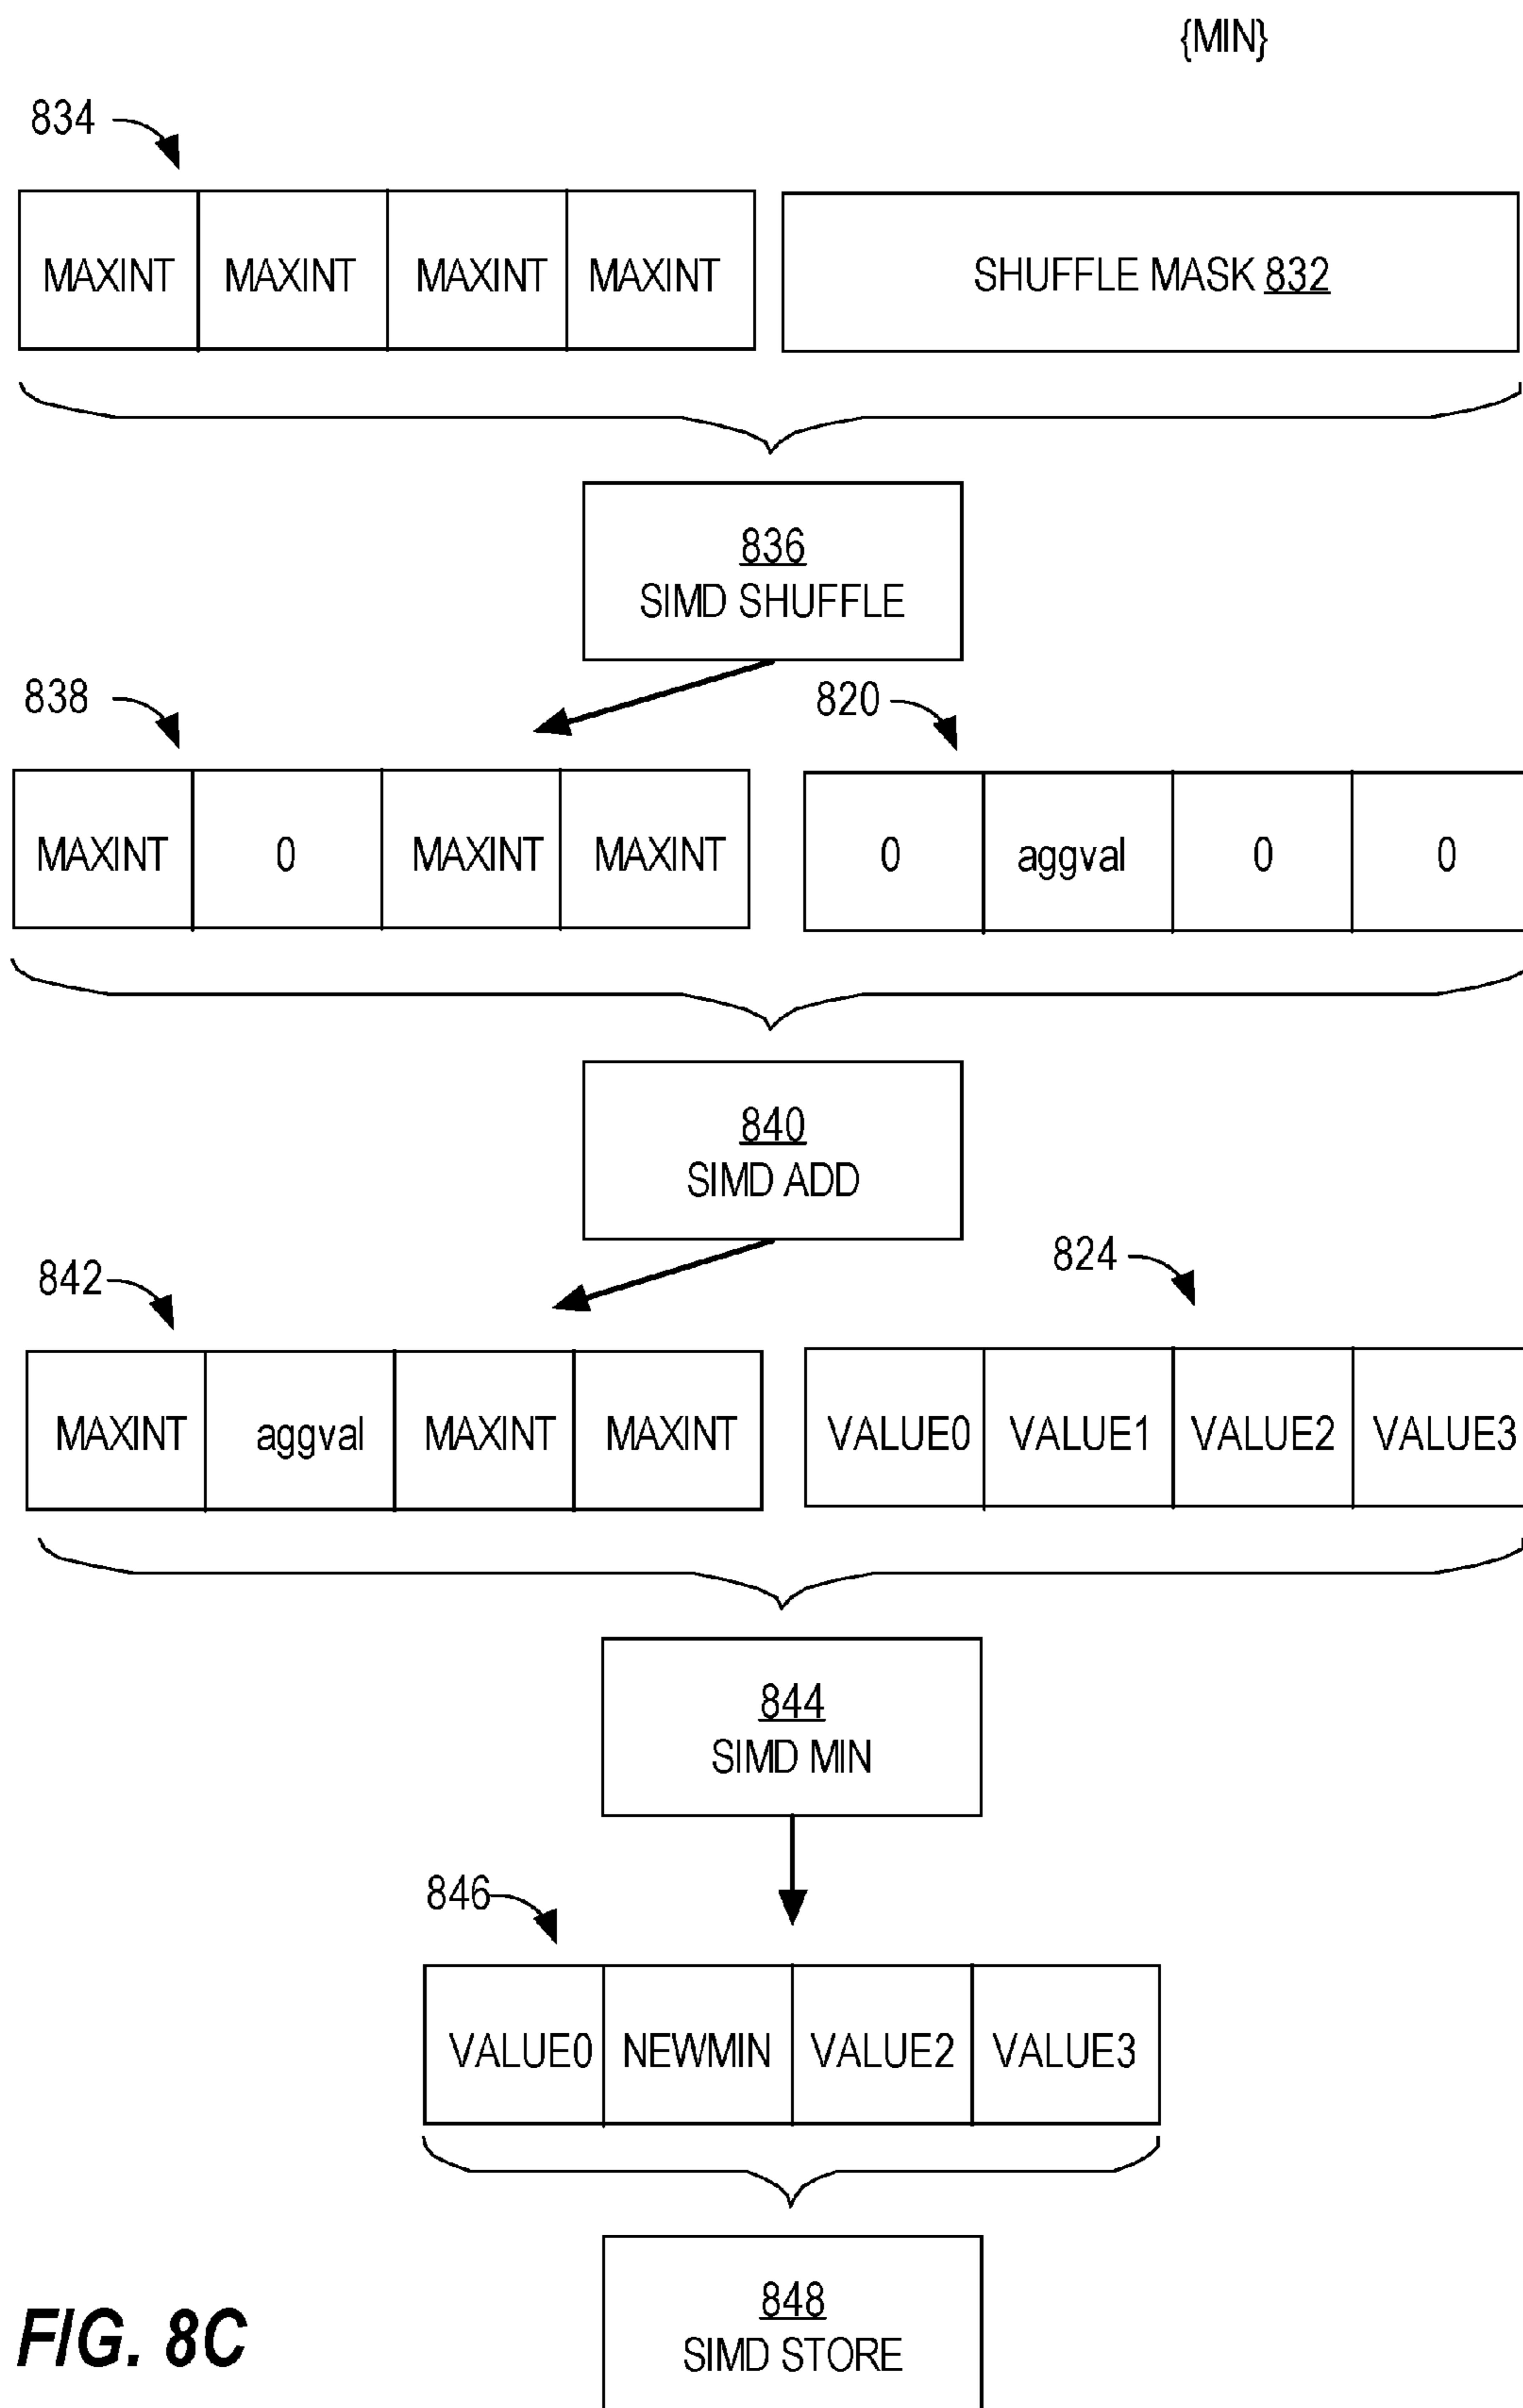 {MIN}
834
MAXINT MAXINT MAXINT MAXINT SHUFFLE MASK 832
836
SIMD SHUFFLE
838 820
MAXINT 0 MAXINT MAXINT 0 aggval 0 0
840
SIMD ADD
842 824
MAXINT aggval MAXINT MAXINT VALUE0 VALUE1 VALUE2 VALUE3
844
SIMD MIN
846
VALUE0 NEWMIN VALUE2 VALUE3
848
SIMD STORE
FIG. 8C